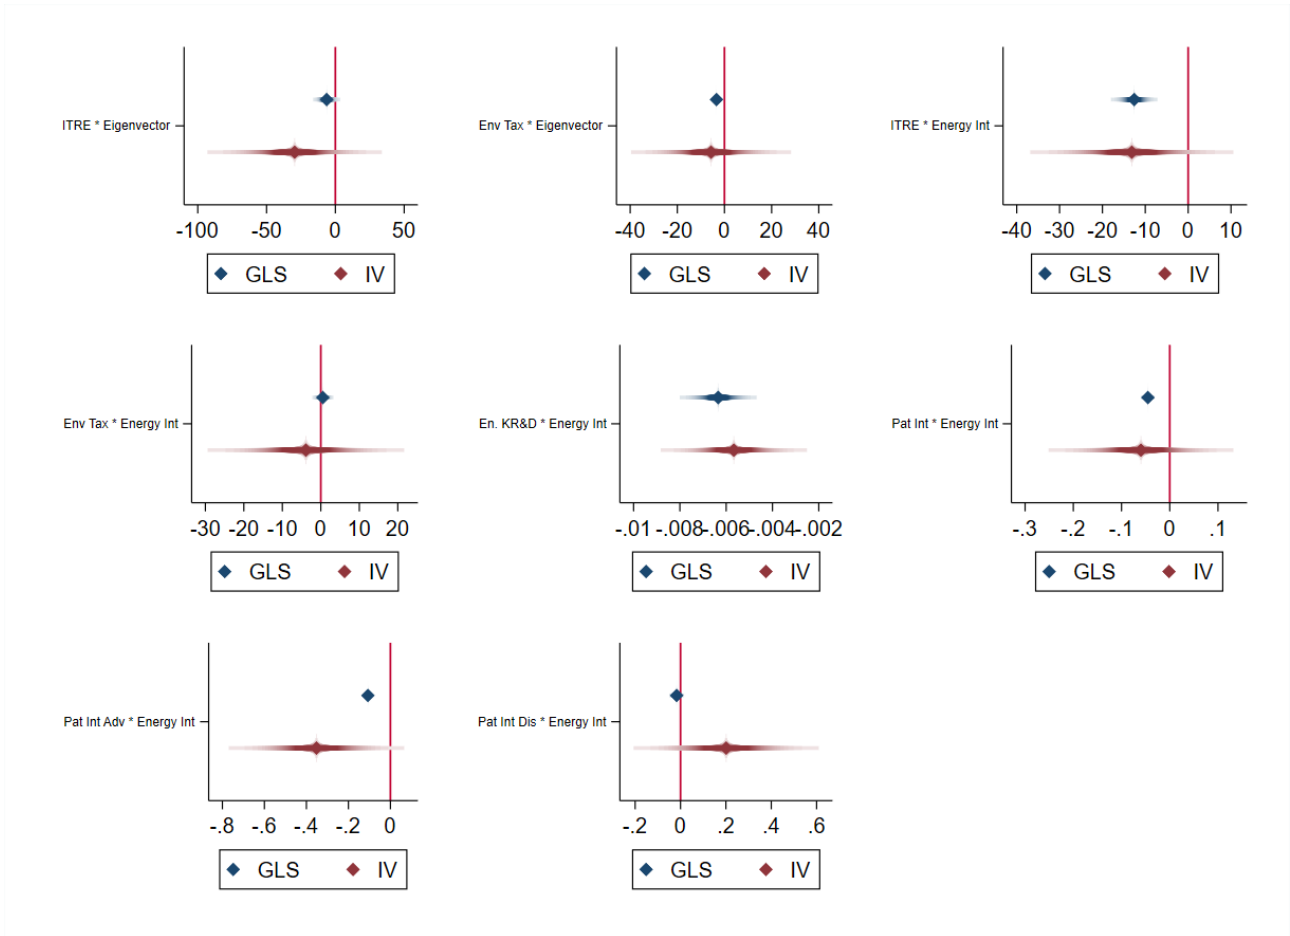 ITRE * Eigenvector
-100 -50 0 50
GLS IV
Env Tax * Eigenvector
-40 -20 0 20 40
GLS IV
ITRE * Energy Int
-40 -30 -20 -10 0 10
GLS IV
Env Tax * Energy Int
-30 -20 -10 0 10 20
GLS IV
En. KR&D * Energy Int
-.01 -.008 -.006 -.004 -.002
GLS IV
Pat Int * Energy Int
-.3 -.2 -.1 0 .1
GLS IV
Pat Int Adv * Energy Int
-.8 -.6 -.4 -.2 0
GLS IV
Pat Int Dis * Energy Int
-.2 0 .2 .4 .6
GLS IV